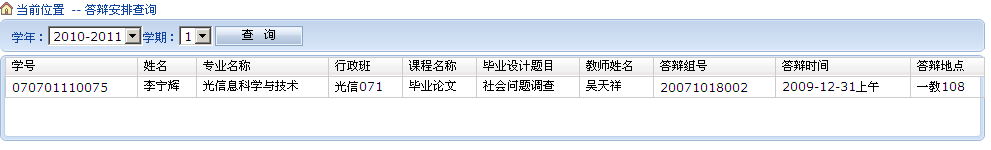 当前位置 -- 答辩安排查询
学年： 2010-2011 学期： 1 查 询
学号 姓名 专业名称 行政班 课程名称 毕业设计题目 教师姓名 答辩组号 答辩时间 答辩地点
070701110075 李宁辉 光信息科学与技术 光信071 毕业论文 社会问题调查 吴天祥 20071018002 2009-12-31上午 一教108